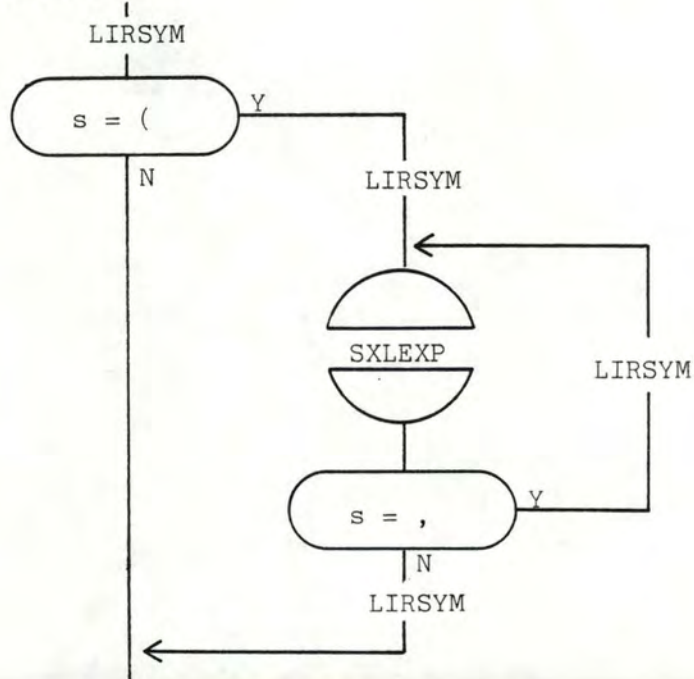 LIRSYM
s = (
Y
N
LIRSYM
SXLEXP
LIRSYM
s = ,
Y
N
LIRSYM